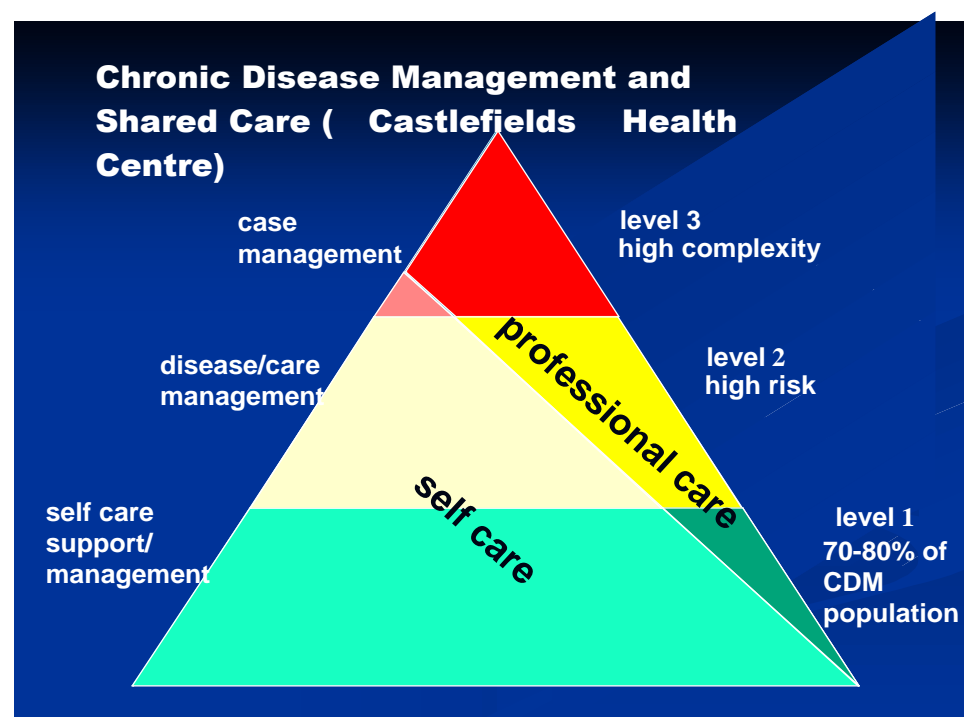 Chronic Disease Management and
Shared Care ( Castlefields Health
Centre)
case
management
level 3
high complexity
professional care
disease/care
management
level 2
high risk
self care
self care
support/
management
level 1
70-80% of
CDM
population